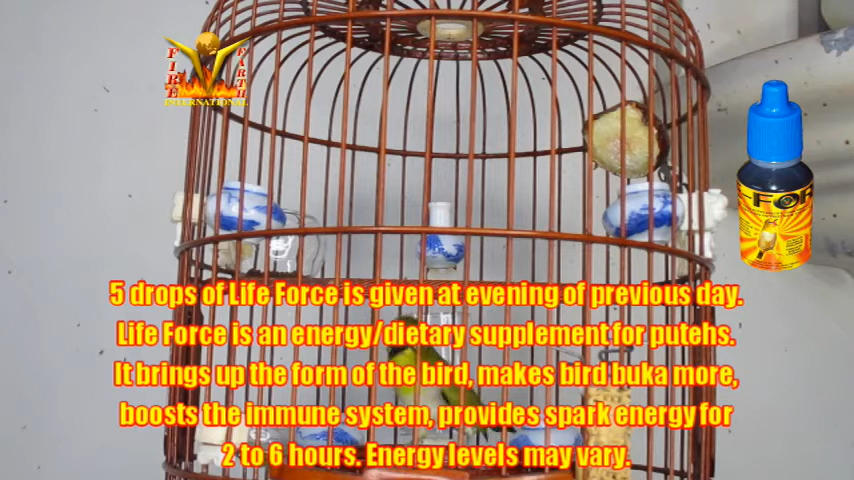 FIRE EARTH
INTERNATIONAL
5 drops of Life Force is given at evening of previous day.
Life Force is an energy/dietary supplement for putehs.
It brings up the form of the bird, makes bird buka more,
boosts the immune system, provides spark energy for
2 to 6 hours. Energy levels may vary.